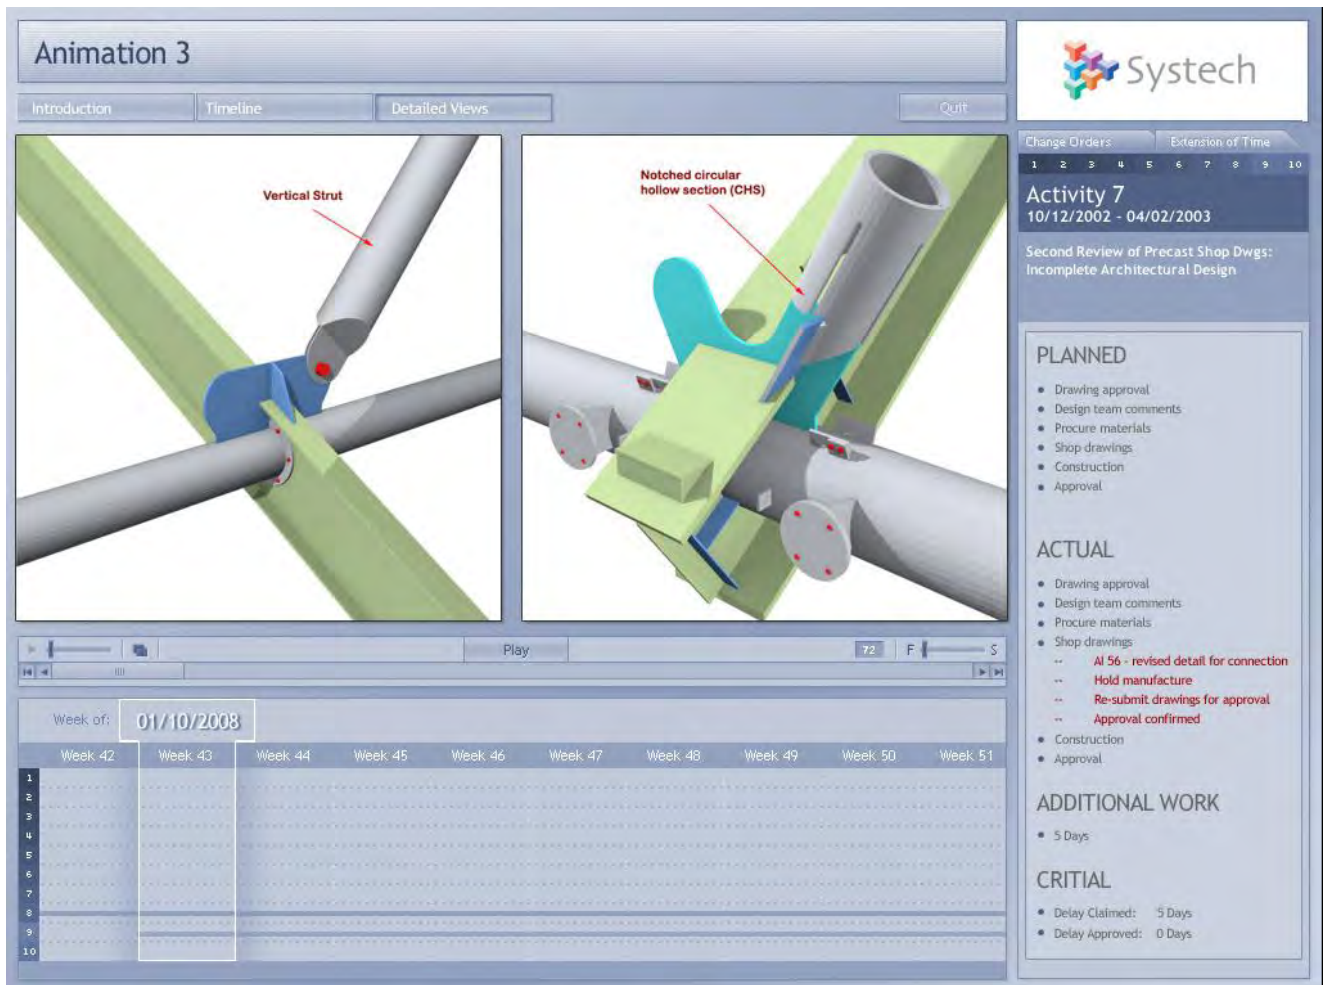 Animation 3
Systech
Introduction
Timeline
Detailed Views
Quit
Change Orders
Extension of Time
1 2 3 4 5 6 7 8 9 10
Activity 7
10/12/2002 - 04/02/2003
Second Review of Precast Shop Dwgs:
Incomplete Architectural Design
Vertical Strut
Notched circular
hollow section (CHS)
PLANNED
Drawing approval
Design team comments
Procure materials
Shop drawings
Construction
Approval
ACTUAL
Drawing approval
Design team comments
Procure materials
Shop drawings
-- AI 56 - revised detail for connection
-- Hold manufacture
-- Re-submit drawings for approval
-- Approval confirmed
Construction
Approval
ADDITIONAL WORK
5 Days
CRITIAL
Delay Claimed: 5 Days
Delay Approved: 0 Days
Play
72
F
S
Week of: 01/10/2008
Week 42 Week 43 Week 44 Week 45 Week 46 Week 47 Week 48 Week 49 Week 50 Week 51
1
2
3
4
5
6
7
8
9
10